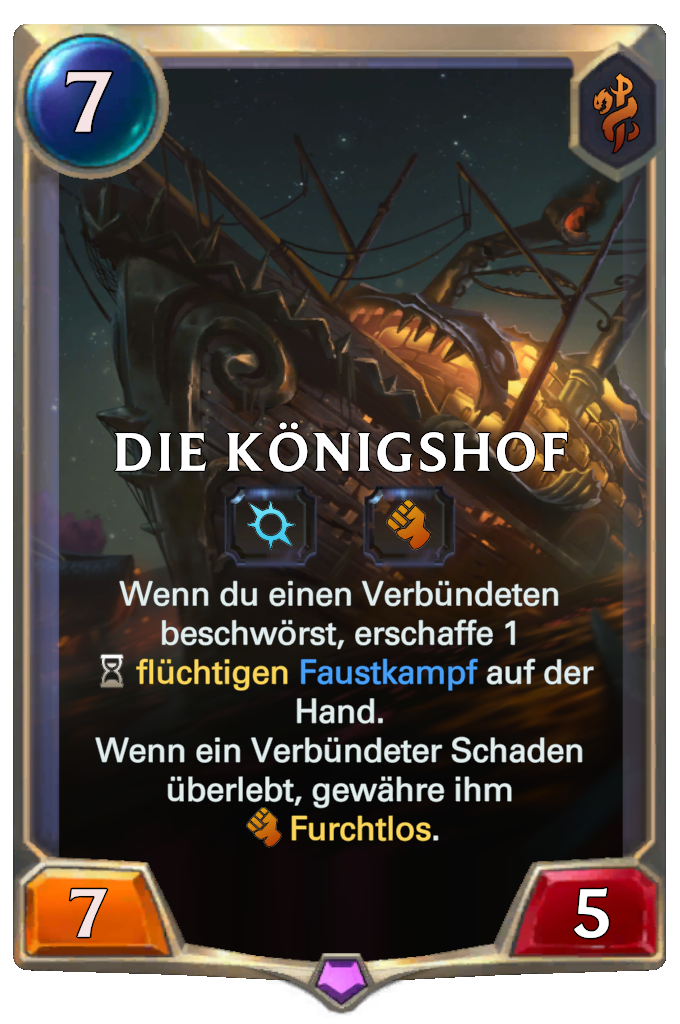 7
DIE KÖNIGSHOF
Wenn du einen Verbündeten
beschwörst, erschaffe 1
flüchtigen Faustkampf auf der
Hand.
Wenn ein Verbündeter Schaden
überlebt, gewähre ihm
Furchtlos.
7
5